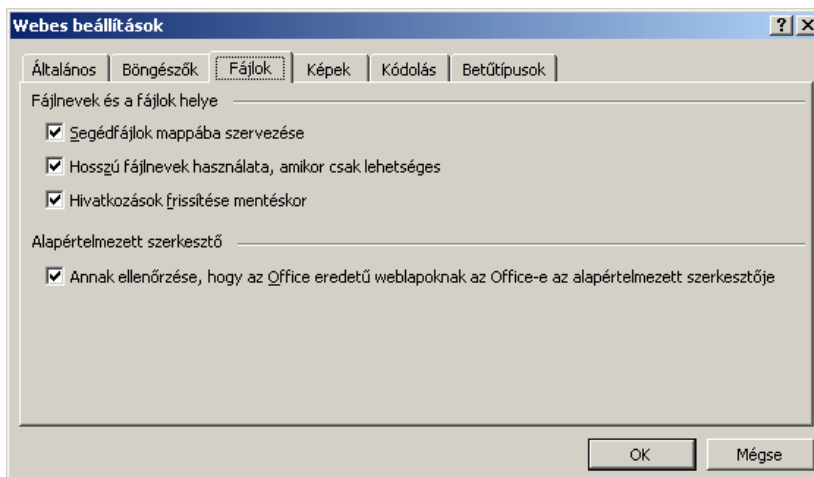 Webes beállítások
Általános Böngészők Fájlok Képek Kódolás Betűtípusok
Fájlnevek és a fájlok helye
Segédfájlok mappába szervezése
Hosszú fájlnevek használata, amikor csak lehetséges
Hivatkozások frissítése mentéskor
Alapértelmezett szerkesztő
Annak ellenőrzése, hogy az Office eredetű weblapoknak az Office-e az alapértelmezett szerkesztője
OK Mégse